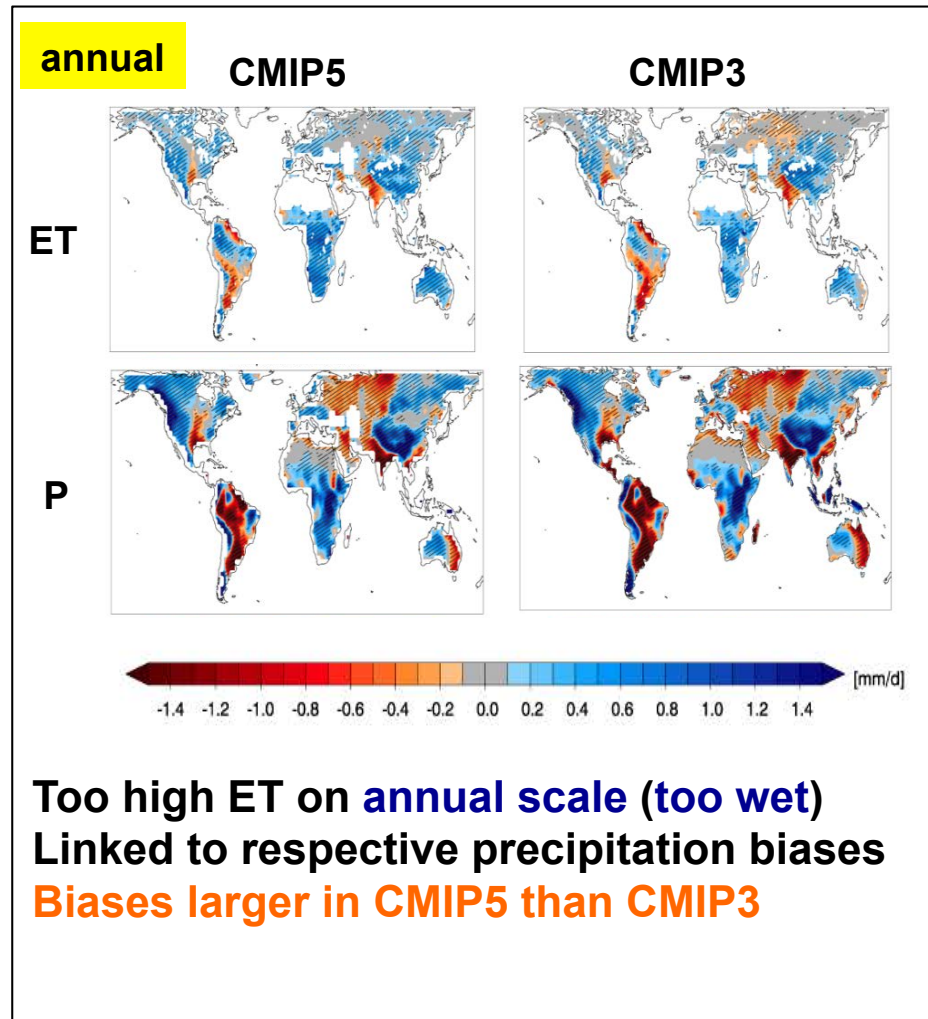 annual
CMIP5 CMIP3
ET
P
[mm/d]
-1.4 -1.2 -1.0 -0.8 -0.6 -0.4 -0.2 0.0 0.2 0.4 0.6 0.8 1.0 1.2 1.4
Too high ET on annual scale (too wet)
Linked to respective precipitation biases
Biases larger in CMIP5 than CMIP3